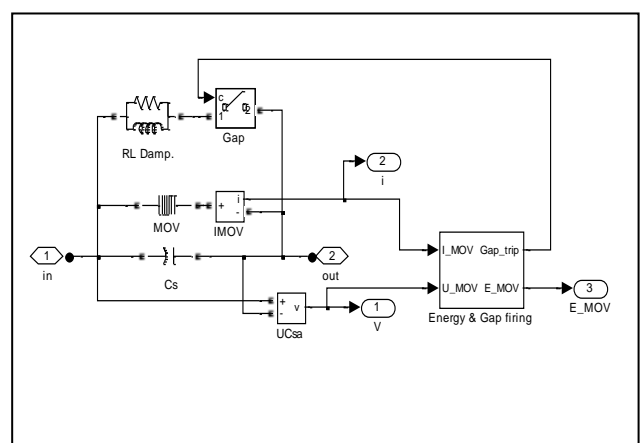 c
1
2
Gap
RL Damp.
MOV
+
i
-
IMOV
2
i
1
in
Cs
2
out
I_MOV
Gap_trip
U_MOV
E_MOV
Energy & Gap firing
3
E_MOV
+
-
v
UCsa
1
V